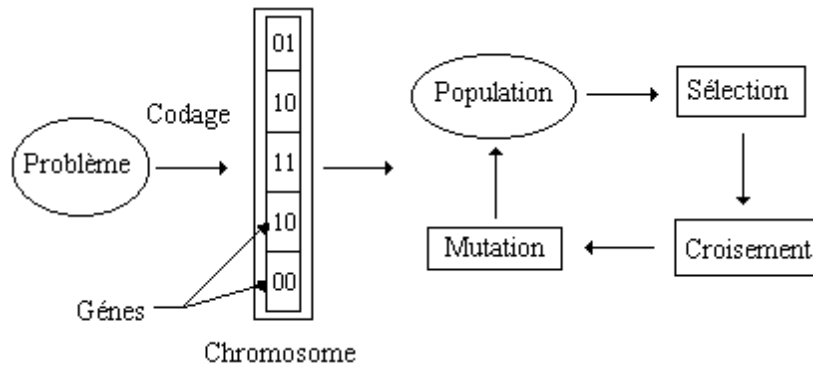 Problème
Codage
01
10
11
10
00
Génes
Chromosome
Population
Sélection
Croisement
Mutation